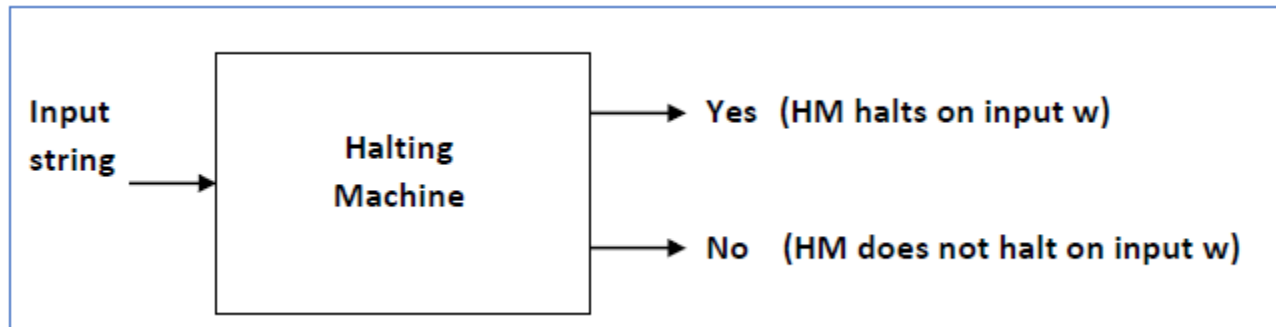 Input
string
Halting
Machine
Yes (HM halts on input w)
No (HM does not halt on input w)